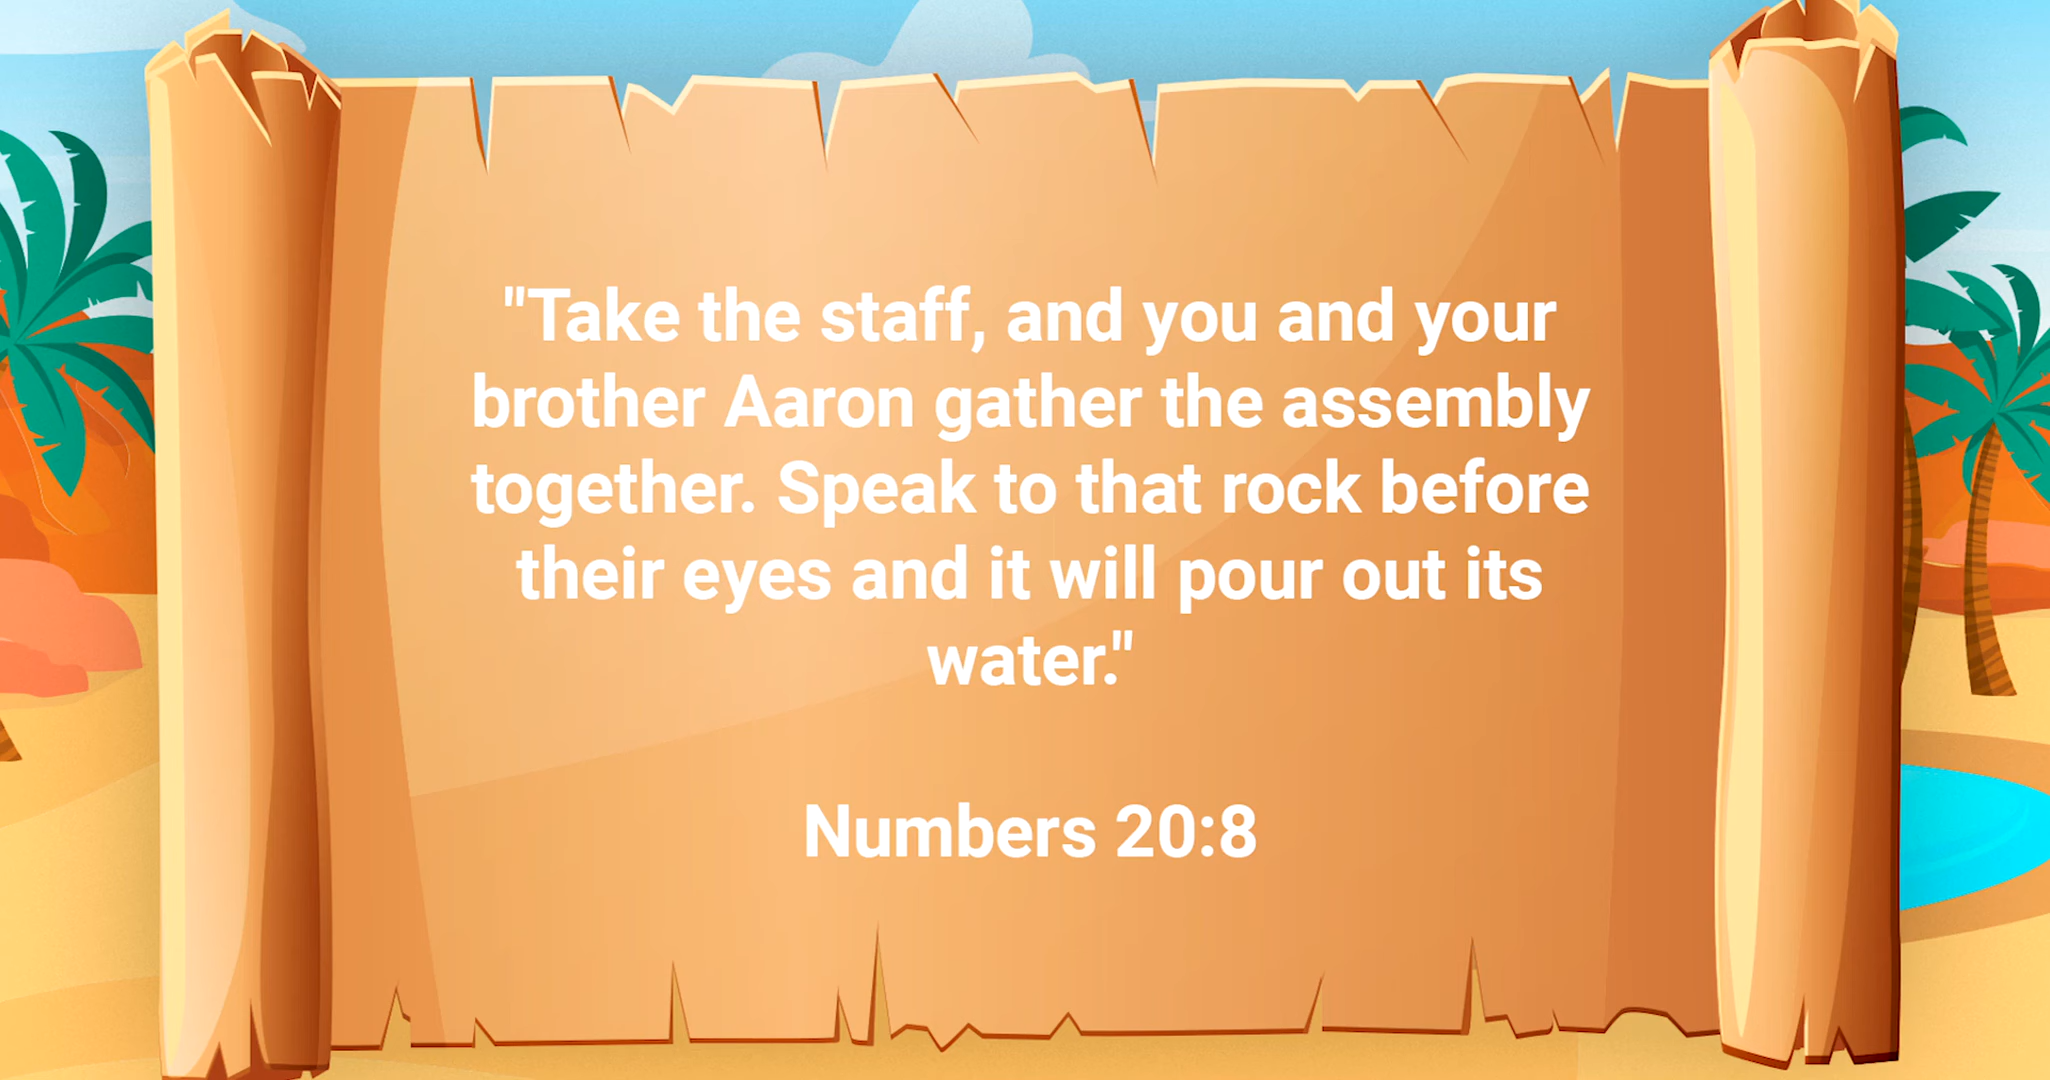 "Take the staff, and you and your
brother Aaron gather the assembly
together. Speak to that rock before
their eyes and it will pour out its
water."
Numbers 20:8